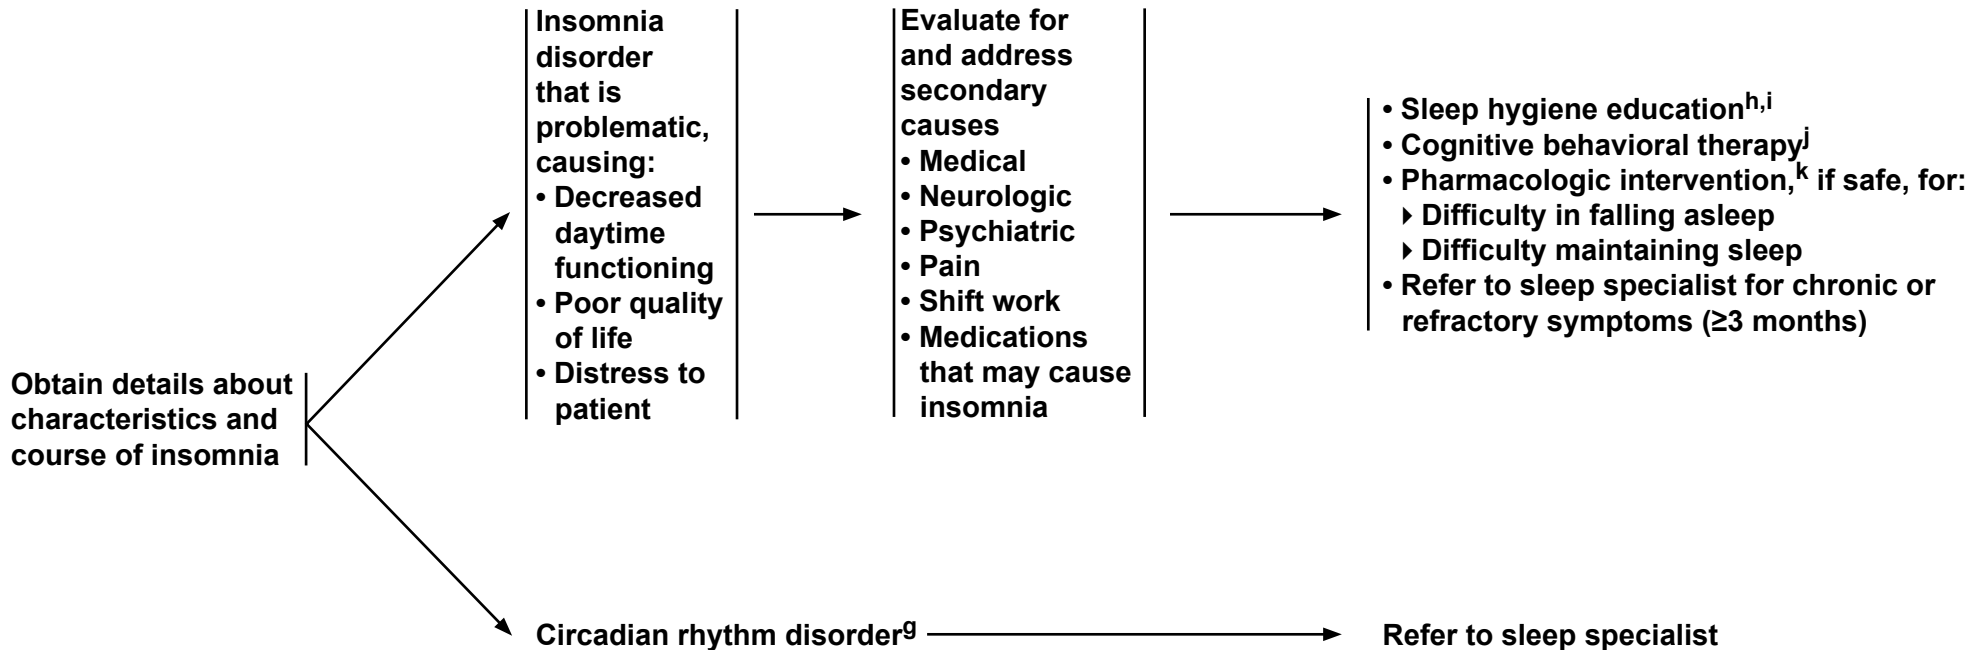 Obtain details about
characteristics and
course of insomnia
Insomnia
disorder
that is
problematic,
causing:
• Decreased
daytime
functioning
• Poor quality
of life
• Distress to
patient
Evaluate for
and address
secondary
causes
• Medical
• Neurologic
• Psychiatric
• Pain
• Shift work
• Medications
that may cause
insomnia
• Sleep hygiene education^h,i
• Cognitive behavioral therapy^j
• Pharmacologic intervention,^k if safe, for:
▸ Difficulty in falling asleep
▸ Difficulty maintaining sleep
• Refer to sleep specialist for chronic or
refractory symptoms (≥3 months)
Circadian rhythm disorder^g
Refer to sleep specialist